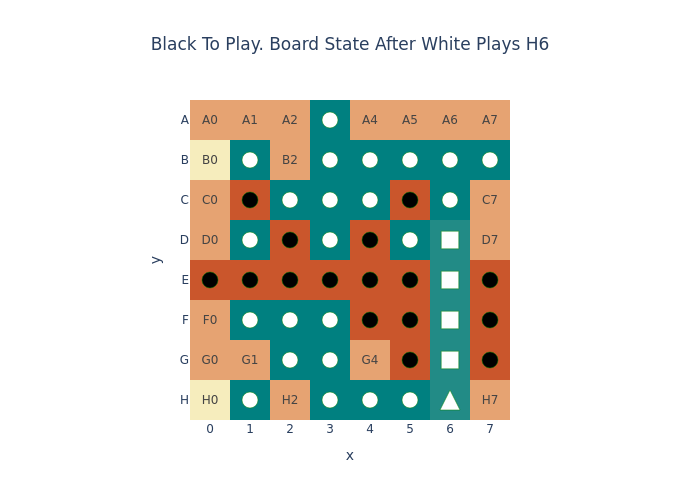 Black To Play. Board State After White Plays H6
A A0 A1 A2 A4 A5 A6 A7
B B0 B2
C C0 C7
D D0 D7
E
F F0
G G0 G1 G4
H H0 H2 H7
0 1 2 3 4 5 6 7
x
y